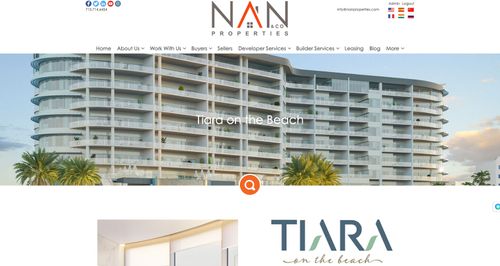 713.714.6454
NAN
& CO
PROPERTIES
info@nanproperties.com
Admin Logout
Home About Us Work With Us Buyers Sellers Developer Services Builder Services Leasing Blog More
Tiara on the Beach
TIARA
on the beach